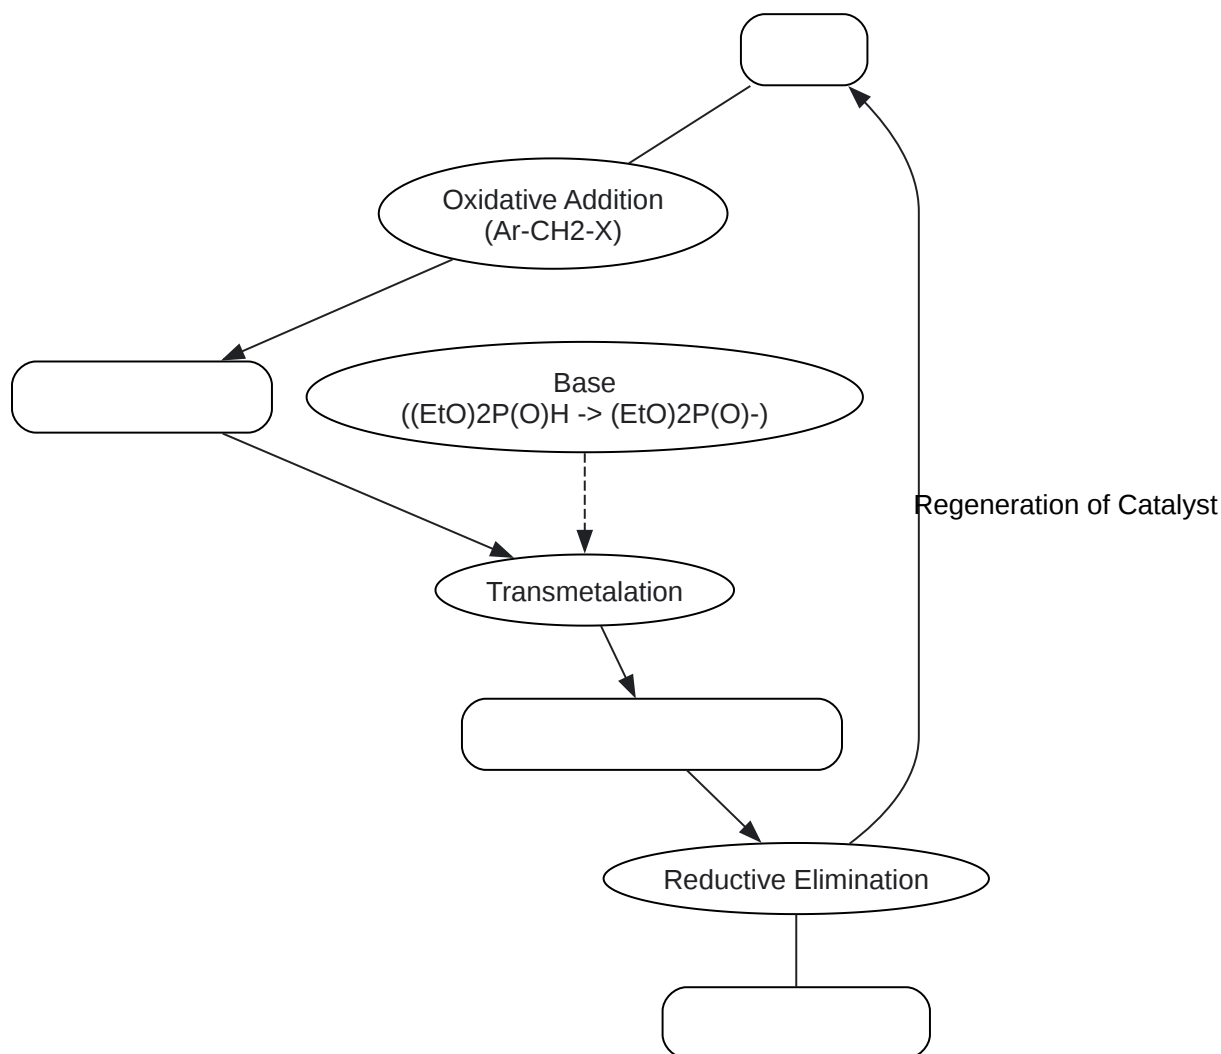 Oxidative Addition
(Ar-CH2-X)
Base
((EtO)2P(O)H -> (EtO)2P(O)-)
Regeneration of Catalyst
Transmetalation
Reductive Elimination